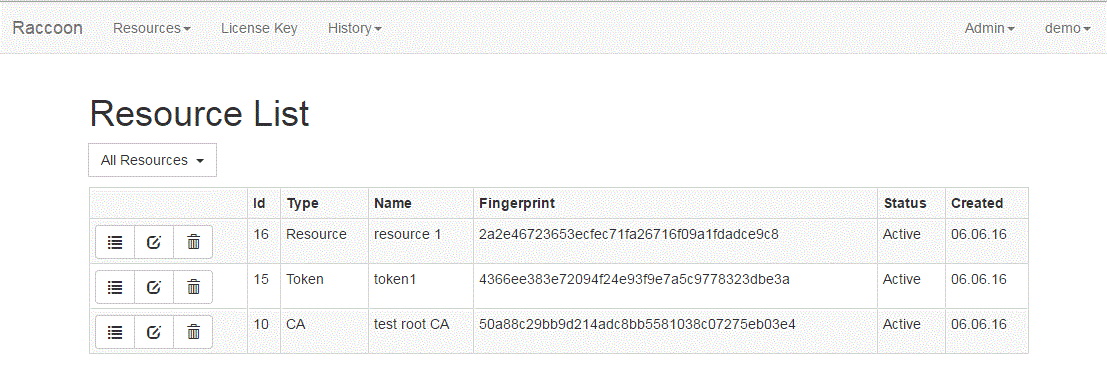 Raccoon Resources License Key History Admin demo
Resource List
All Resources
Id Type Name Fingerprint Status Created
16 Resource resource 1 2a2e46723653ecfec71fa26716f09a1fdadce9c8 Active 06.06.16
15 Token token1 4366ee383e72094f24e93f9e7a5c9778323dbe3a Active 06.06.16
10 CA test root CA 50a88c29bb9d214adc8bb5581038c07275eb03e4 Active 06.06.16